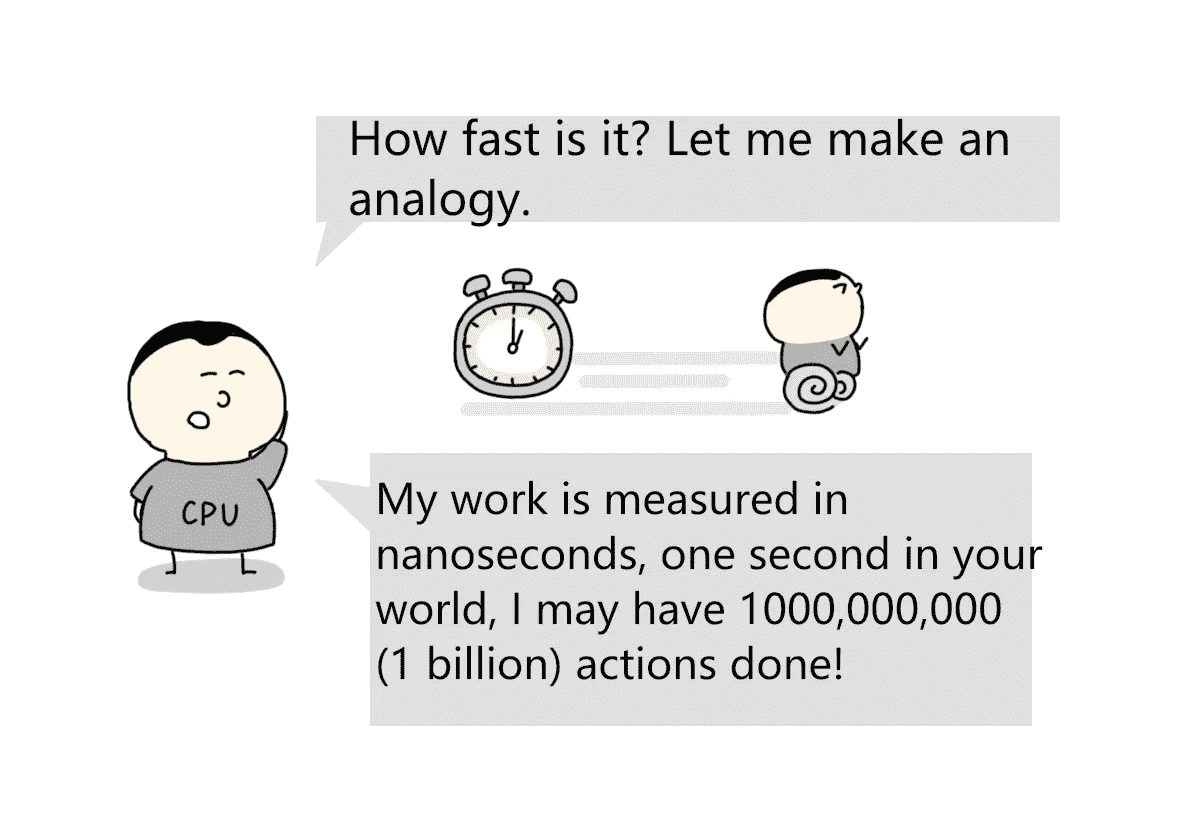 How fast is it? Let me make an
analogy.
CPU
My work is measured in
nanoseconds, one second in your
world, I may have 1000,000,000
(1 billion) actions done!